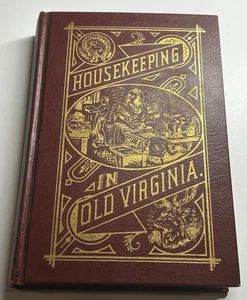 HOUSEKEEPING
IN
OLD VIRGINIA.